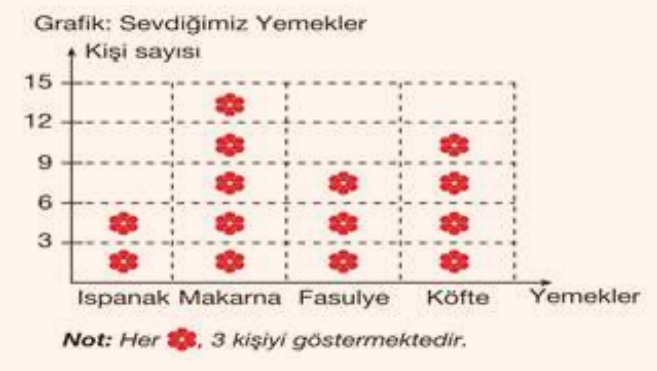 Grafik: Sevdiğimiz Yemekler
Kişi sayısı
15
12
9
6
3
Ispanak Makarna Fasulye Köfte Yemekler
Not: Her , 3 kişiyi göstermektedir.